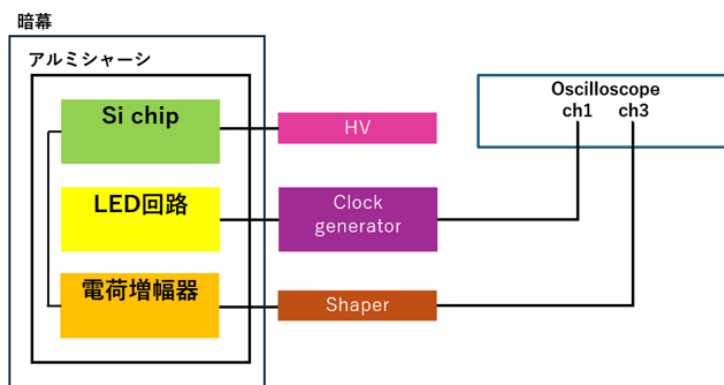 暗幕
アルミシャーシ
Si chip
HV
Oscilloscope
ch1 ch3
LED回路
Clock
generator
電荷増幅器
Shaper